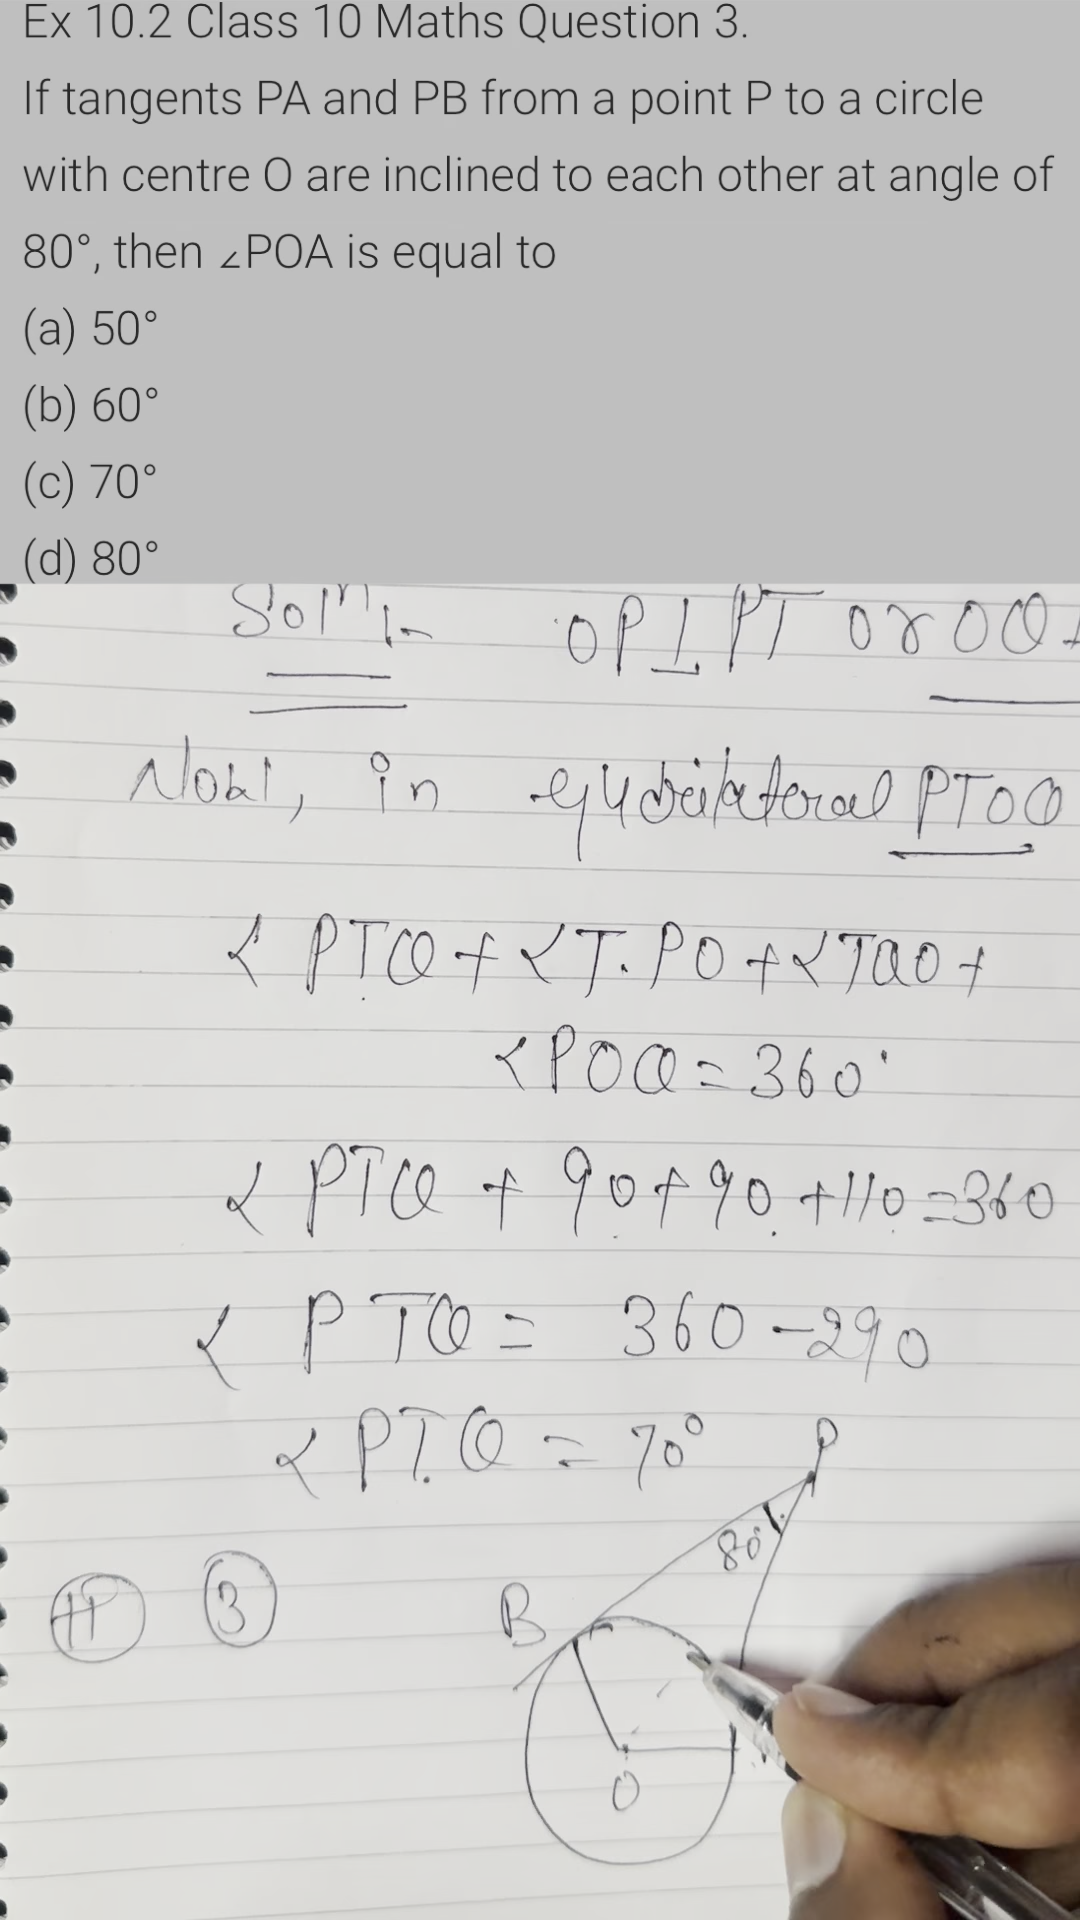 Ex 10.2 Class 10 Maths Question 3.
If tangents PA and PB from a point P to a circle
with centre O are inclined to each other at angle of
80°, then ∠POA is equal to
(a) 50°
(b) 60°
(c) 70°
(d) 80°
Solⁿ:- OP⊥PT or OQ⊥
Now, in qudrilateral PTOQ
∠PTQ+∠T.PO+∠TQO+
∠POQ=360°
∠PTQ + 90+90+110=360
∠PTQ = 360-290
∠PTQ = 70°
P
80°
3
B
O